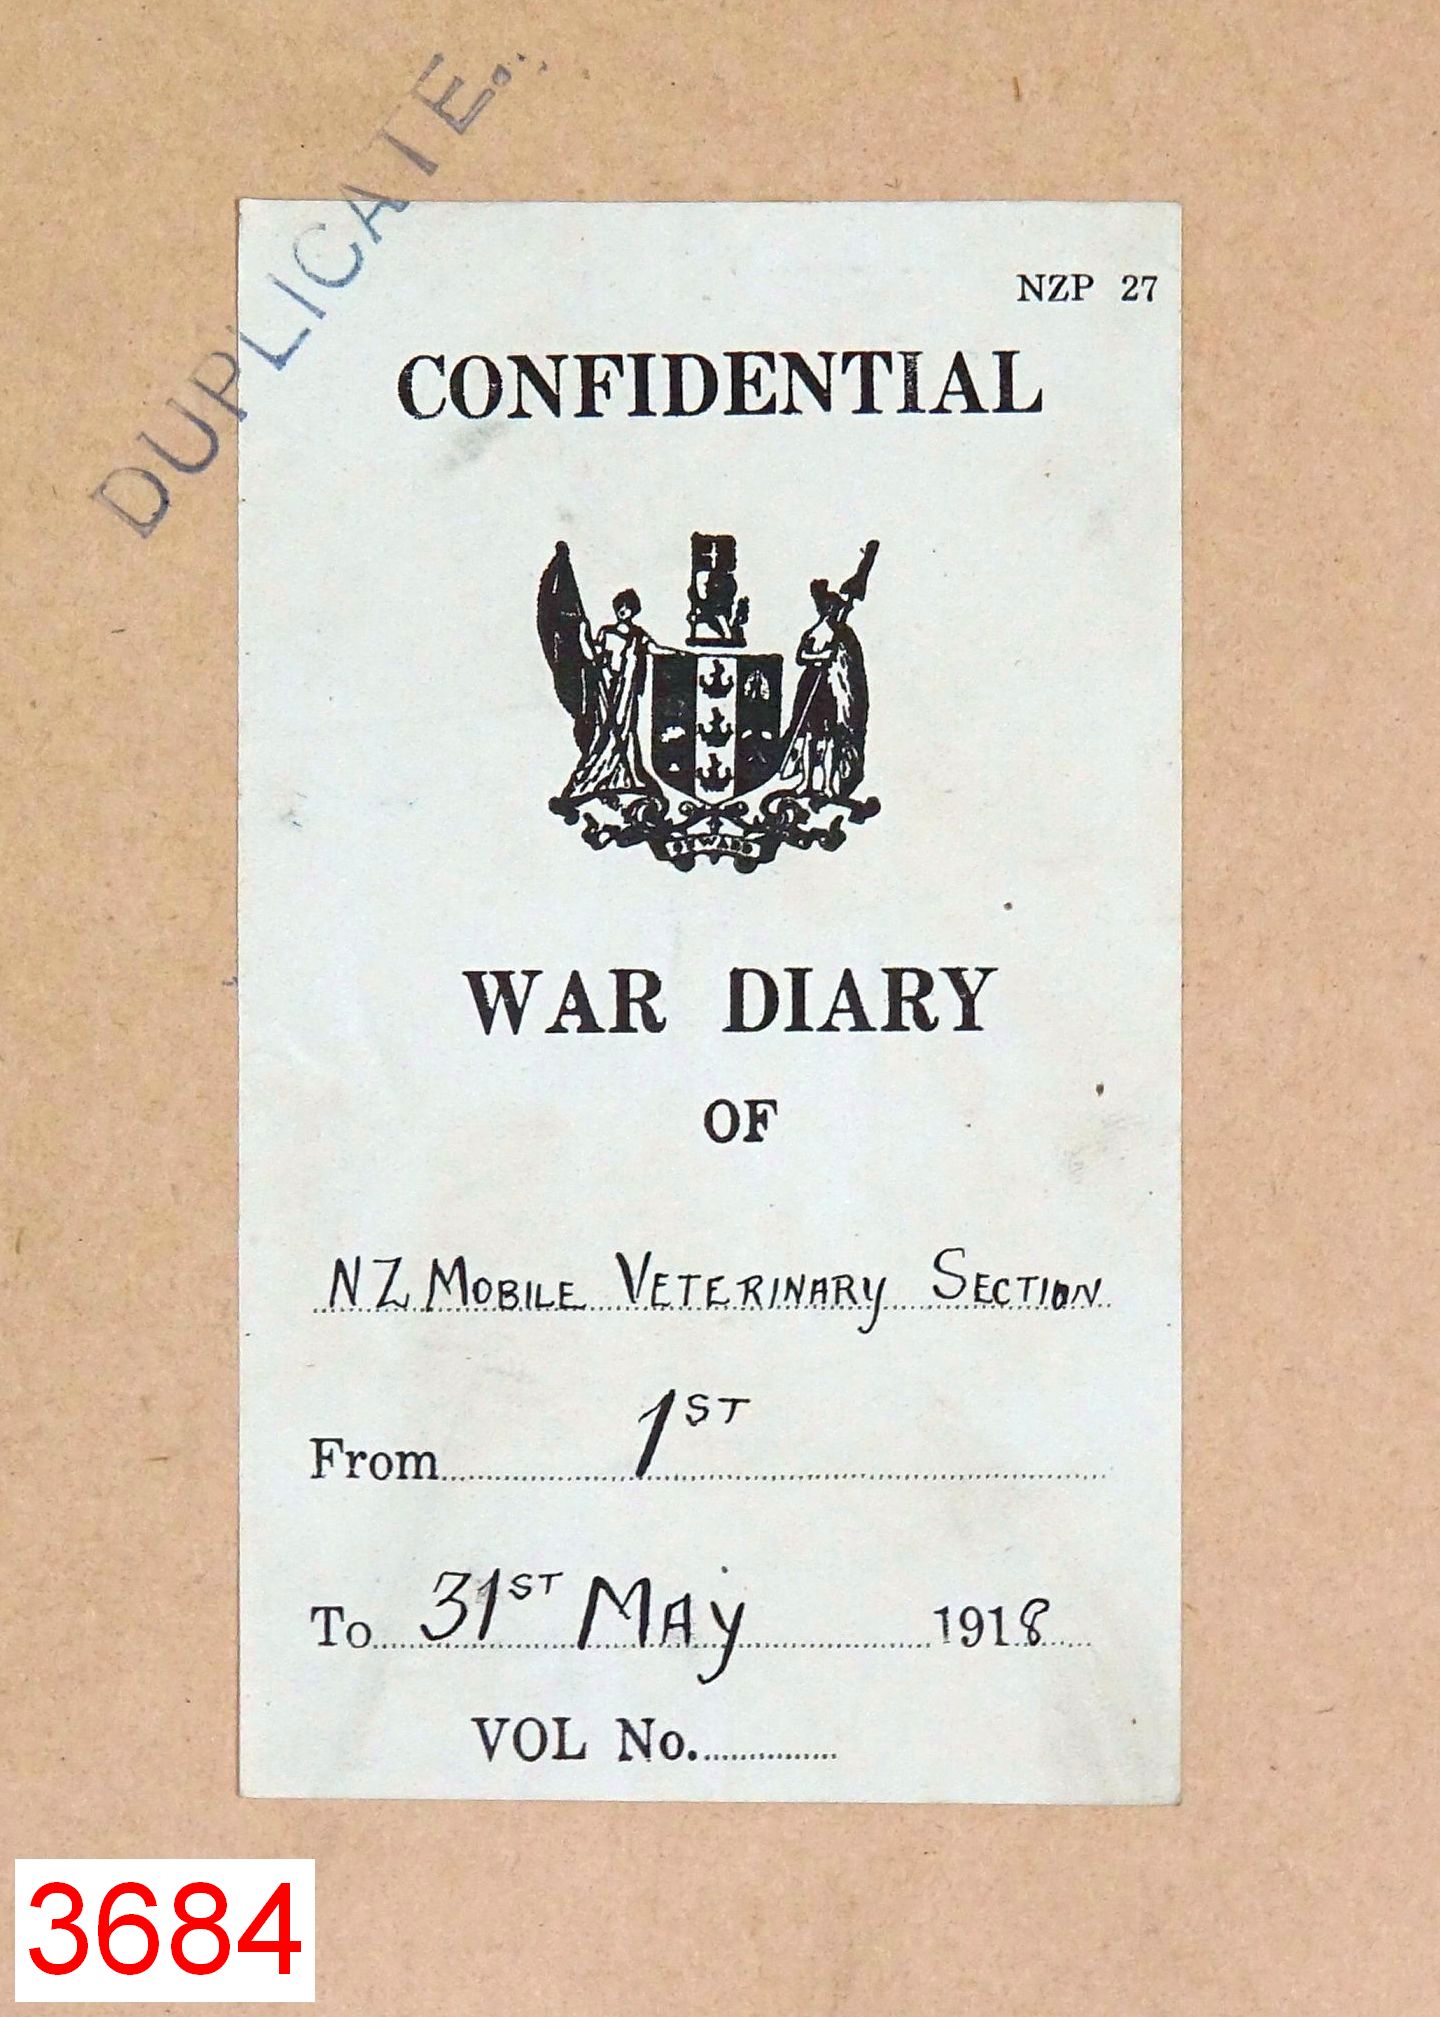 DUPLICATE.
NZP 27
CONFIDENTIAL
ONWARD
WAR DIARY
OF
NZ MOBILE VETERINARY SECTION
From 1ST
To 31ST MAY 1918
VOL No.
3684